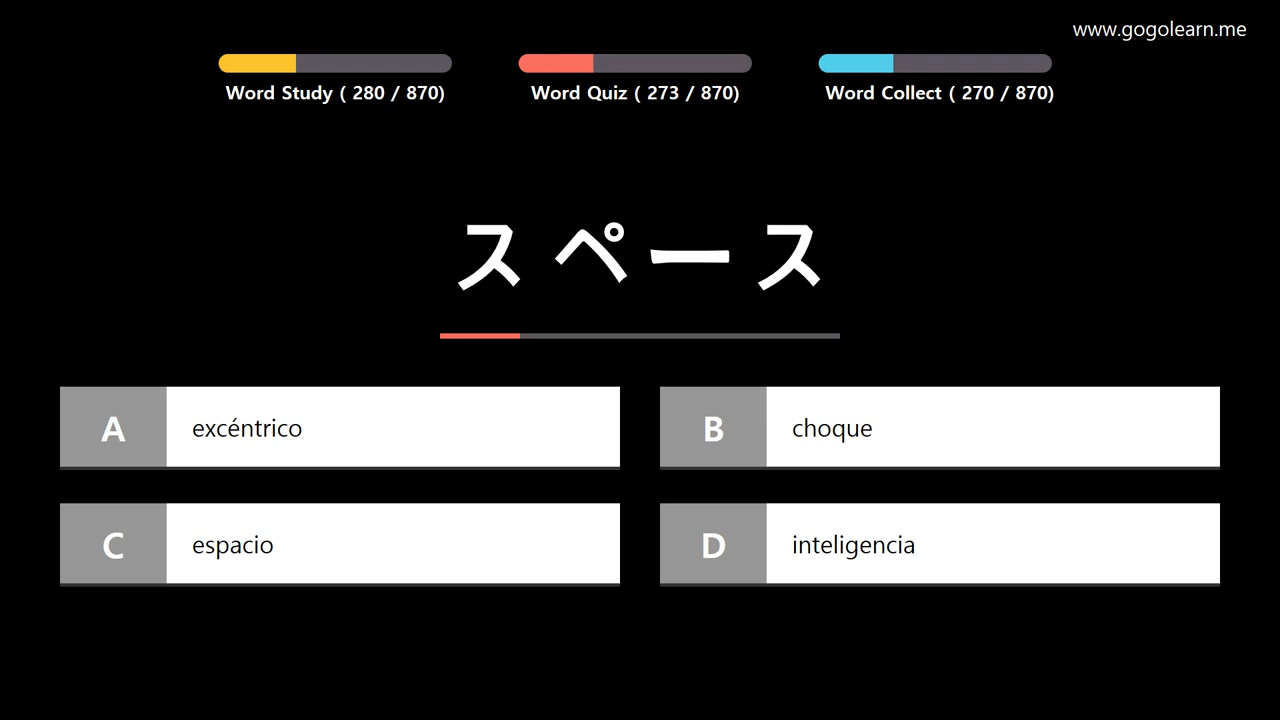 www.gogolearn.me
Word Study ( 280 / 870)
Word Quiz ( 273 / 870)
Word Collect ( 270 / 870)
スペース
A excéntrico
B choque
C espacio
D inteligencia